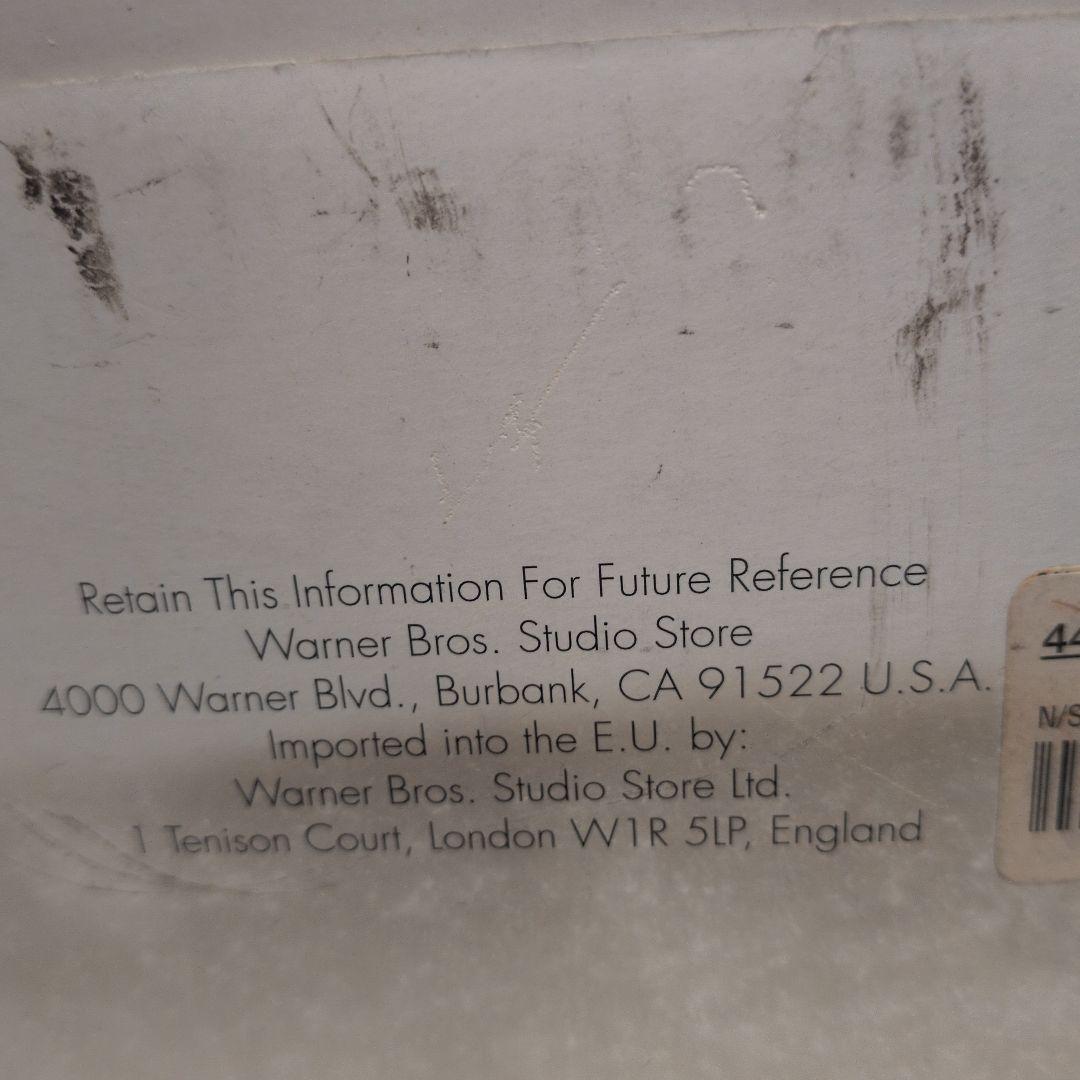 Retain This Information For Future Reference
Warner Bros. Studio Store
4000 Warner Blvd., Burbank, CA 91522 U.S.A.
Imported into the E.U. by:
Warner Bros. Studio Store Ltd.
1 Tenison Court, London W1R 5LP, England
44
N/S